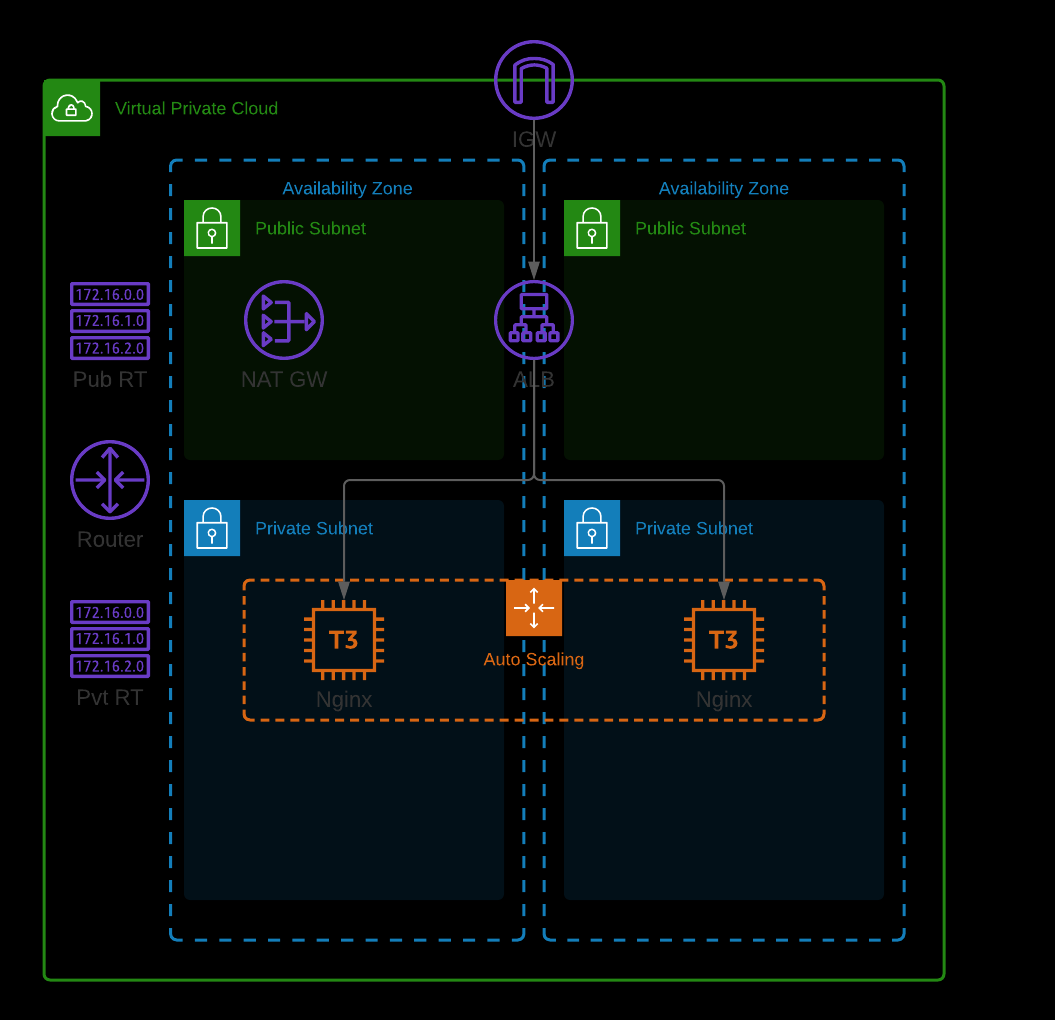 IGW
Virtual Private Cloud
Availability Zone
Availability Zone
Public Subnet
Public Subnet
172.16.0.0
172.16.1.0
172.16.2.0
Pub RT
NAT GW
ALB
Router
Private Subnet
Private Subnet
172.16.0.0
172.16.1.0
172.16.2.0
Pvt RT
T3
T3
Auto Scaling
Nginx
Nginx